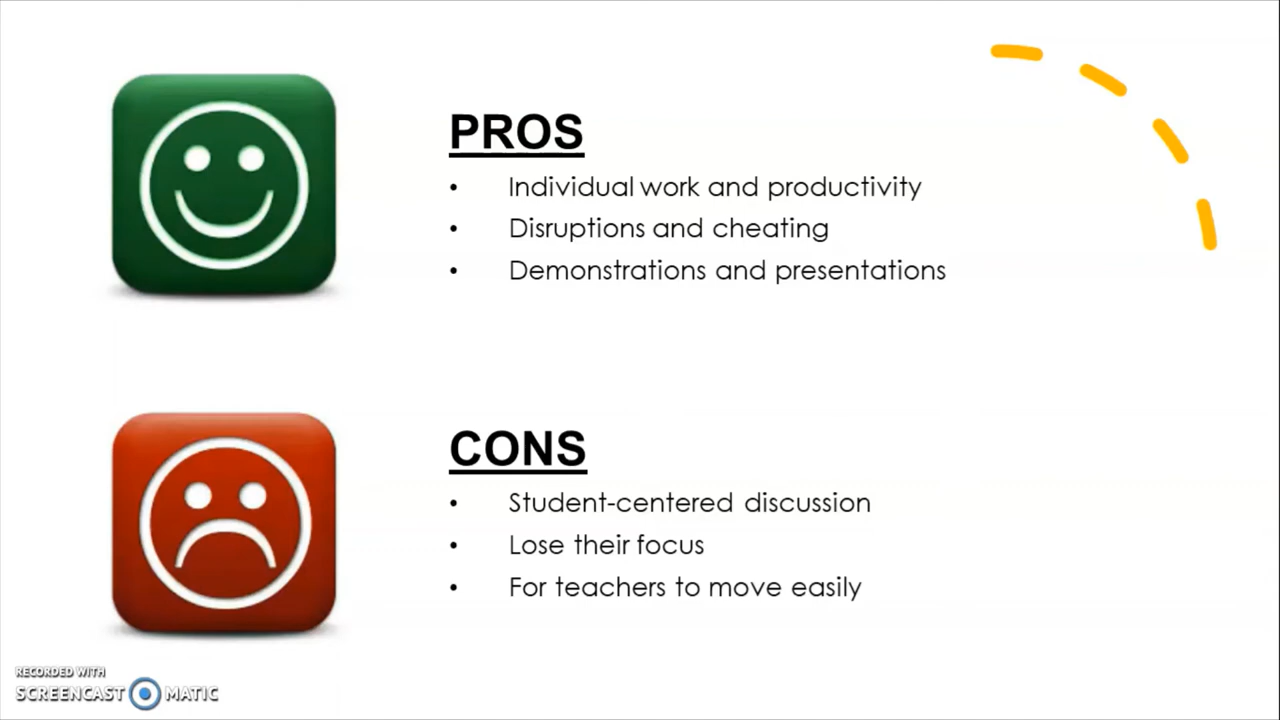 PROS
• Individual work and productivity
• Disruptions and cheating
• Demonstrations and presentations
CONS
• Student-centered discussion
• Lose their focus
• For teachers to move easily
RECORDED WITH
SCREENCAST MATIC